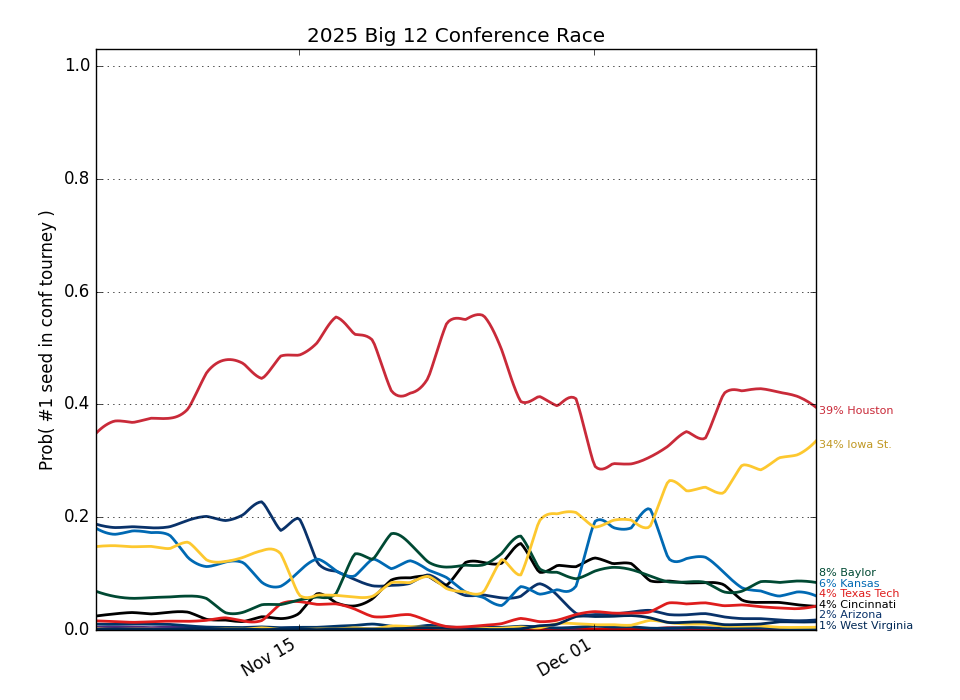 2025 Big 12 Conference Race
Prob( #1 seed in conf tourney )
1.0
0.8
0.6
0.4
0.2
0.0
Nov 15
Dec 01
39% Houston
34% Iowa St.
8% Baylor
6% Kansas
4% Texas Tech
4% Cincinnati
2% Arizona
1% West Virginia